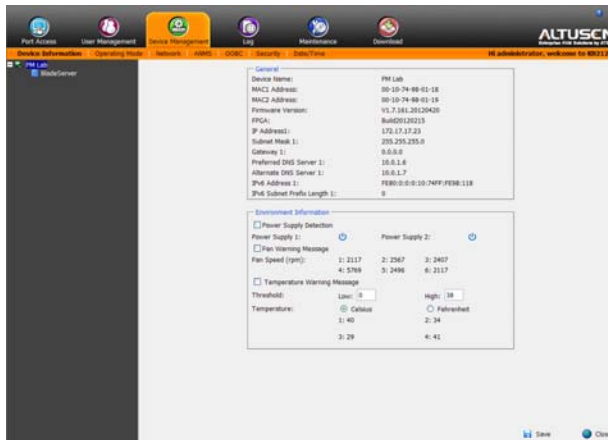 Port Access User Management Device Management Log Maintenance Download
ALTUSCN
Device Information Operating Mode Network ANMS OOBC Security Date/Time Hi administrator, welcome to
PM Lab
BladeServer
General
Device Name: PM Lab
MAC1 Address: 00-10-74-98-01-18
MAC2 Address: 00-10-74-98-01-19
Firmware Version: V1.7.161.20120420
FPGA: Build20120215
IP Address1: 172.17.17.23
Subnet Mask 1: 255.255.255.0
Gateway 1: 0.0.0.0
Preferred DNS Server 1: 10.0.1.6
Alternate DNS Server 1: 10.0.1.7
IPv6 Address 1: FE80:0:0:0:10:74FF:FE98:118
IPv6 Subnet Prefix Length 1: 0
Environment Information
Power Supply Detection
Power Supply 1: Power Supply 2:
Fan Warning Message
Fan Speed (rpm): 1: 2117 2: 2567 3: 2407
4: 5769 5: 2496 6: 2117
Temperature Warning Message
Threshold: Low: 0 High: 38
Temperature: Celsius Fahrenheit
1: 40 2: 34
3: 29 4: 41
Save